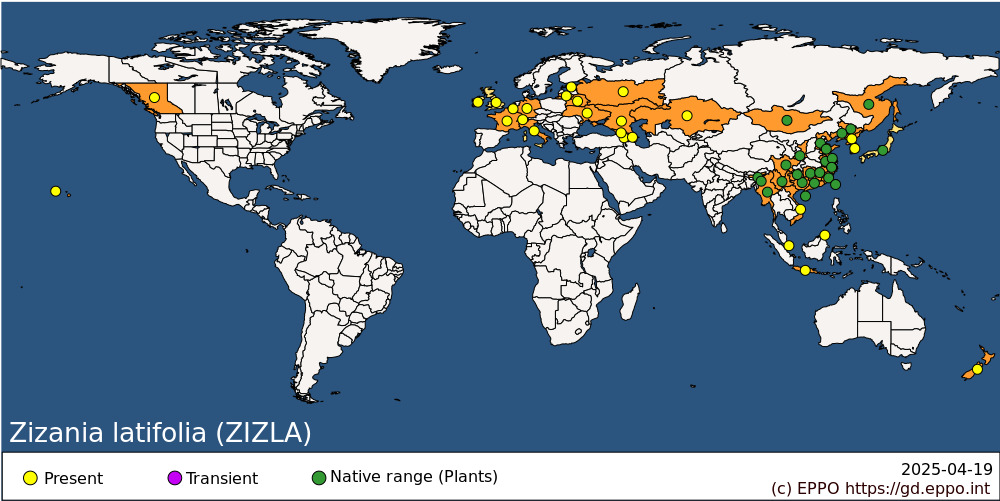 Zizania latifolia (ZIZLA)
Present
Transient
Native range (Plants)
2025-04-19
(c) EPPO https://gd.eppo.int